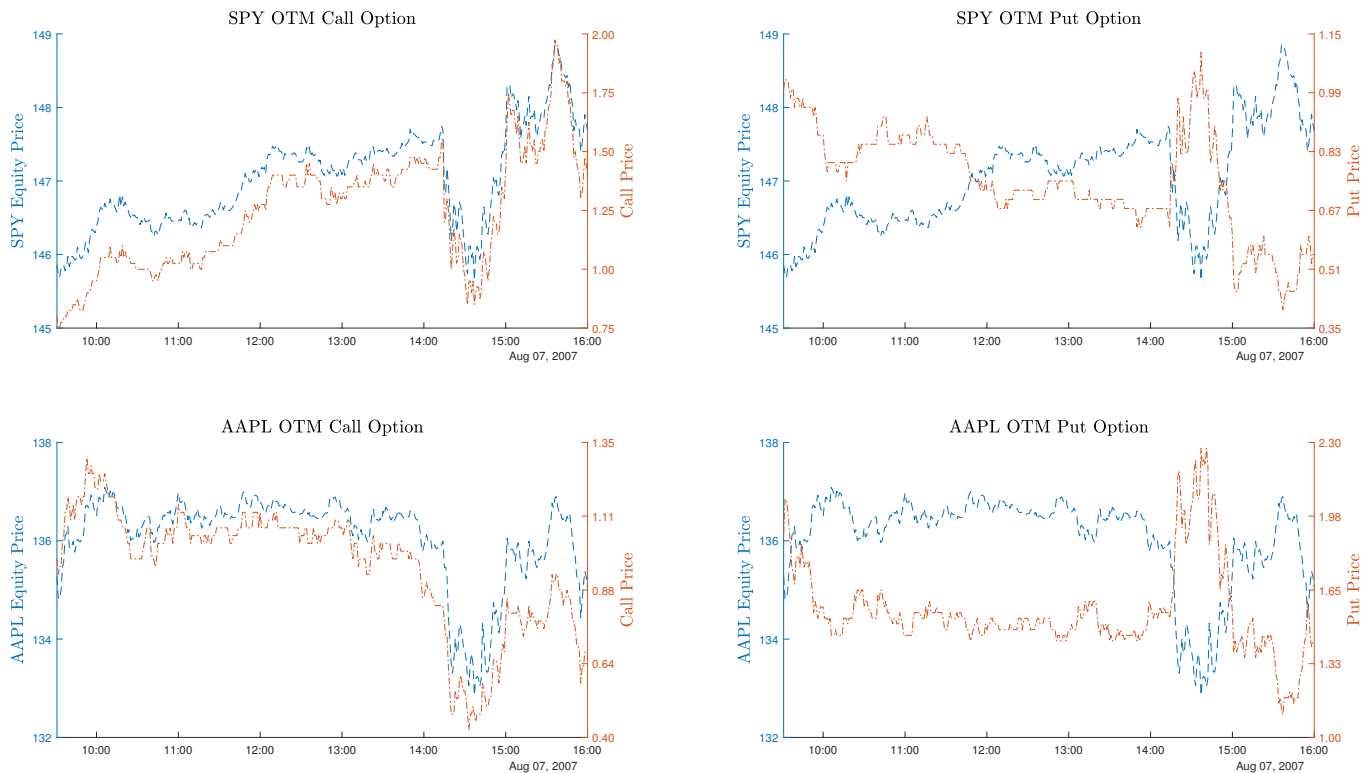 SPY OTM Call Option
149
148
147
146
145
SPY Equity Price
2.00
1.75
1.50
1.25
1.00
0.75
Call Price
10:00 11:00 12:00 13:00 14:00 15:00 16:00
Aug 07, 2007
SPY OTM Put Option
149
148
147
146
145
SPY Equity Price
1.15
0.99
0.83
0.67
0.51
0.35
Put Price
10:00 11:00 12:00 13:00 14:00 15:00 16:00
Aug 07, 2007
AAPL OTM Call Option
138
136
134
132
AAPL Equity Price
1.35
1.11
0.88
0.64
0.40
Call Price
10:00 11:00 12:00 13:00 14:00 15:00 16:00
Aug 07, 2007
AAPL OTM Put Option
138
136
134
132
AAPL Equity Price
2.30
1.98
1.65
1.33
1.00
Put Price
10:00 11:00 12:00 13:00 14:00 15:00 16:00
Aug 07, 2007